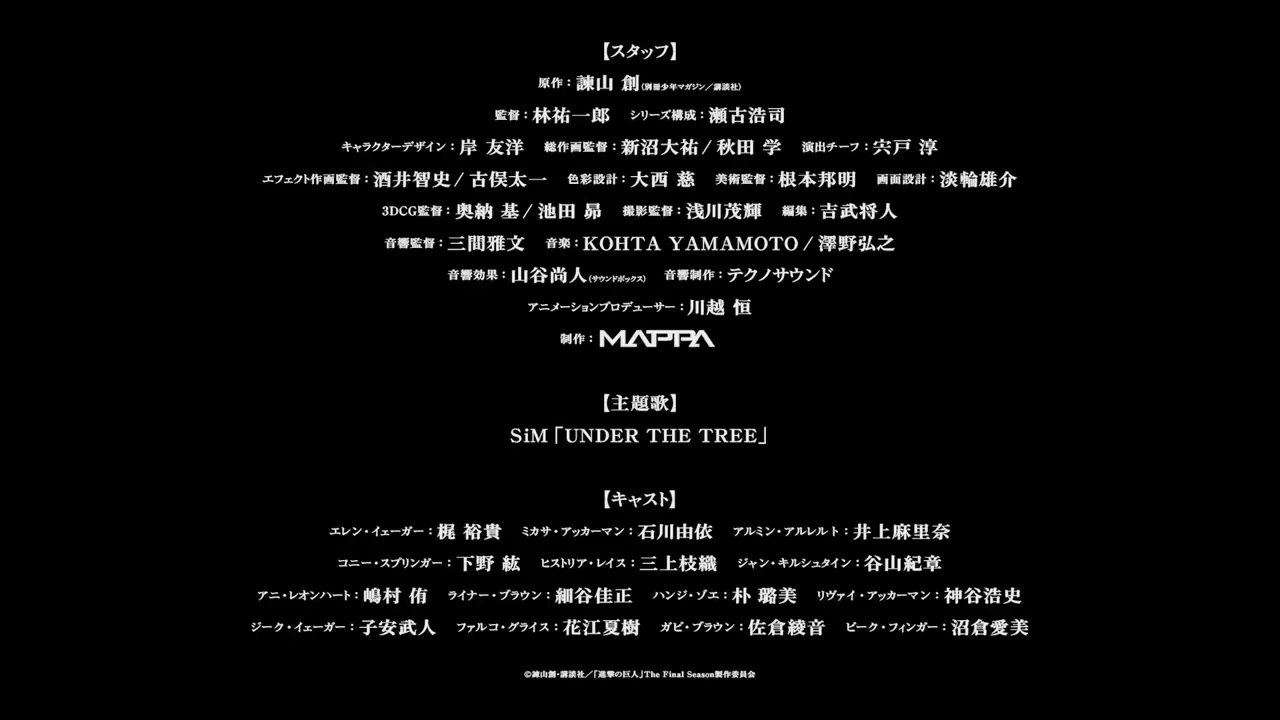 【スタッフ】
原作：諫山 創(別冊少年マガジン／講談社)
監督：林祐一郎　シリーズ構成：瀬古浩司
キャラクターデザイン：岸 友洋　総作画監督：新沼大祐／秋田 学　演出チーフ：宍戸 淳
エフェクト作画監督：酒井智史／古俣太一　色彩設計：大西 慈　美術監督：根本邦明　画面設計：淡輪雄介
3DCG監督：奥納 基／池田 昴　撮影監督：浅川茂輝　編集：吉武将人
音響監督：三間雅文　音楽：KOHTA YAMAMOTO／澤野弘之
音響効果：山谷尚人(サウンドボックス)　音響制作：テクノサウンド
アニメーションプロデューサー：川越 恒
制作：MAPPA
【主題歌】
SiM「UNDER THE TREE」
【キャスト】
エレン・イェーガー：梶 裕貴　ミカサ・アッカーマン：石川由依　アルミン・アルレルト：井上麻里奈
コニー・スプリンガー：下野 紘　ヒストリア・レイス：三上枝織　ジャン・キルシュタイン：谷山紀章
アニ・レオンハート：嶋村 侑　ライナー・ブラウン：細谷佳正　ハンジ・ゾエ：朴 璐美　リヴァイ・アッカーマン：神谷浩史
ジーク・イェーガー：子安武人　ファルコ・グライス：花江夏樹　ガビ・ブラウン：佐倉綾音　ピーク・フィンガー：沼倉愛美
©諫山創・講談社／「進撃の巨人」The Final Season製作委員会